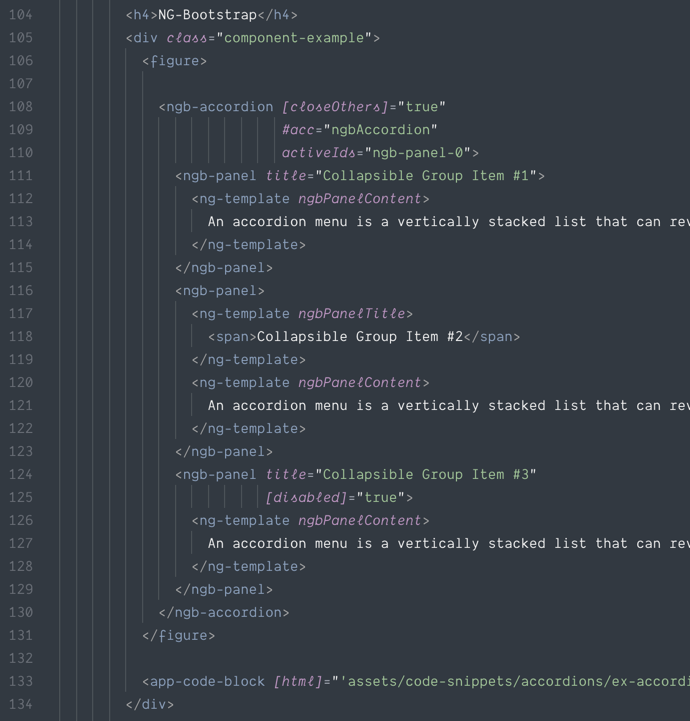 104 <h4>NG-Bootstrap</h4>
105 <div class="component-example">
106 <figure>
107
108 <ngb-accordion [closeOthers]="true"
109 #acc="ngbAccordion"
110 activeIds="ngb-panel-0">
111 <ngb-panel title="Collapsible Group Item #1">
112 <ng-template ngbPanelContent>
113 An accordion menu is a vertically stacked list that can rev
114 </ng-template>
115 </ngb-panel>
116 <ngb-panel>
117 <ng-template ngbPanelTitle>
118 <span>Collapsible Group Item #2</span>
119 </ng-template>
120 <ng-template ngbPanelContent>
121 An accordion menu is a vertically stacked list that can rev
122 </ng-template>
123 </ngb-panel>
124 <ngb-panel title="Collapsible Group Item #3"
125 [disabled]="true">
126 <ng-template ngbPanelContent>
127 An accordion menu is a vertically stacked list that can rev
128 </ng-template>
129 </ngb-panel>
130 </ngb-accordion>
131 </figure>
132
133 <app-code-block [html]="'assets/code-snippets/accordions/ex-accordi
134 </div>